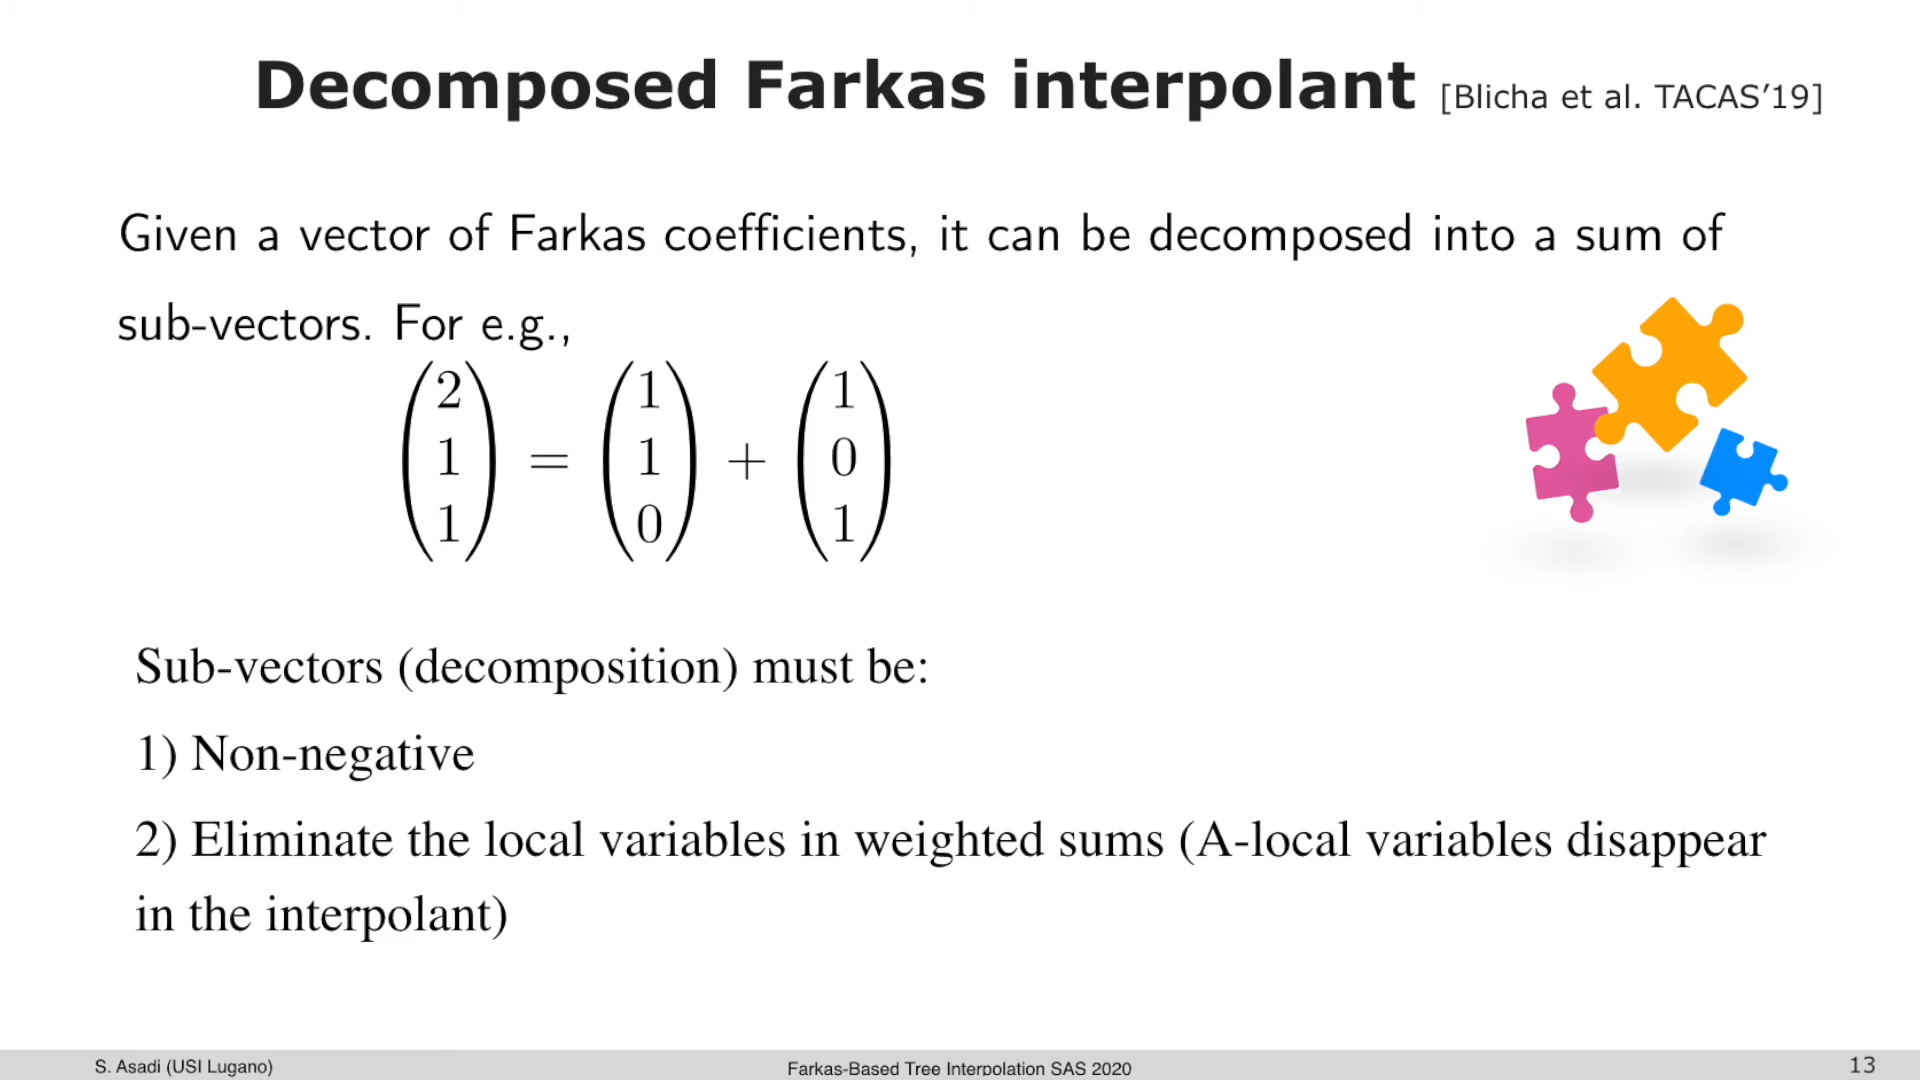 Decomposed Farkas interpolant [Blicha et al. TACAS'19]
Given a vector of Farkas coefficients, it can be decomposed into a sum of
sub-vectors. For e.g.,
(2 1 1) = (1 1 0) + (1 0 1)
Sub-vectors (decomposition) must be:
1) Non-negative
2) Eliminate the local variables in weighted sums (A-local variables disappear
in the interpolant)
S. Asadi (USI Lugano) Farkas-Based Tree Interpolation SAS 2020 13